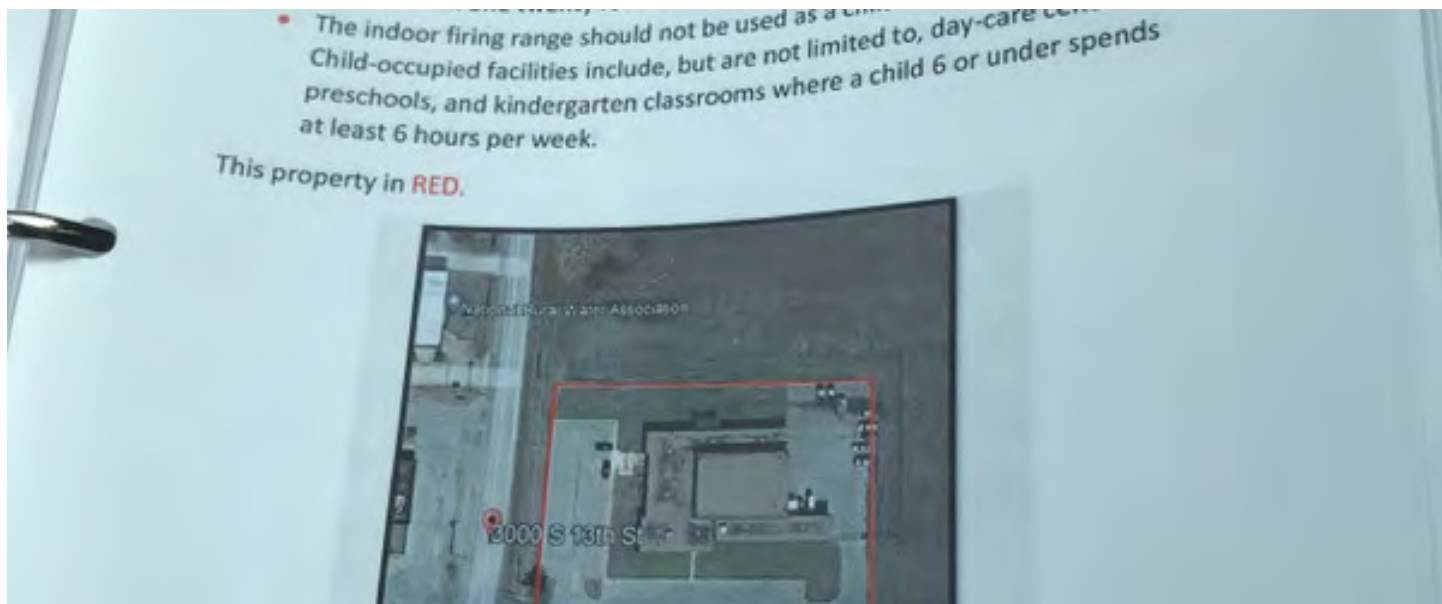 The indoor firing range should not be used as a
Child-occupied facilities include, but are not limited to, day-care
preschools, and kindergarten classrooms where a child 6 or under spends
at least 6 hours per week.
This property in RED.
National Rural Water Association
3000 S 13th St